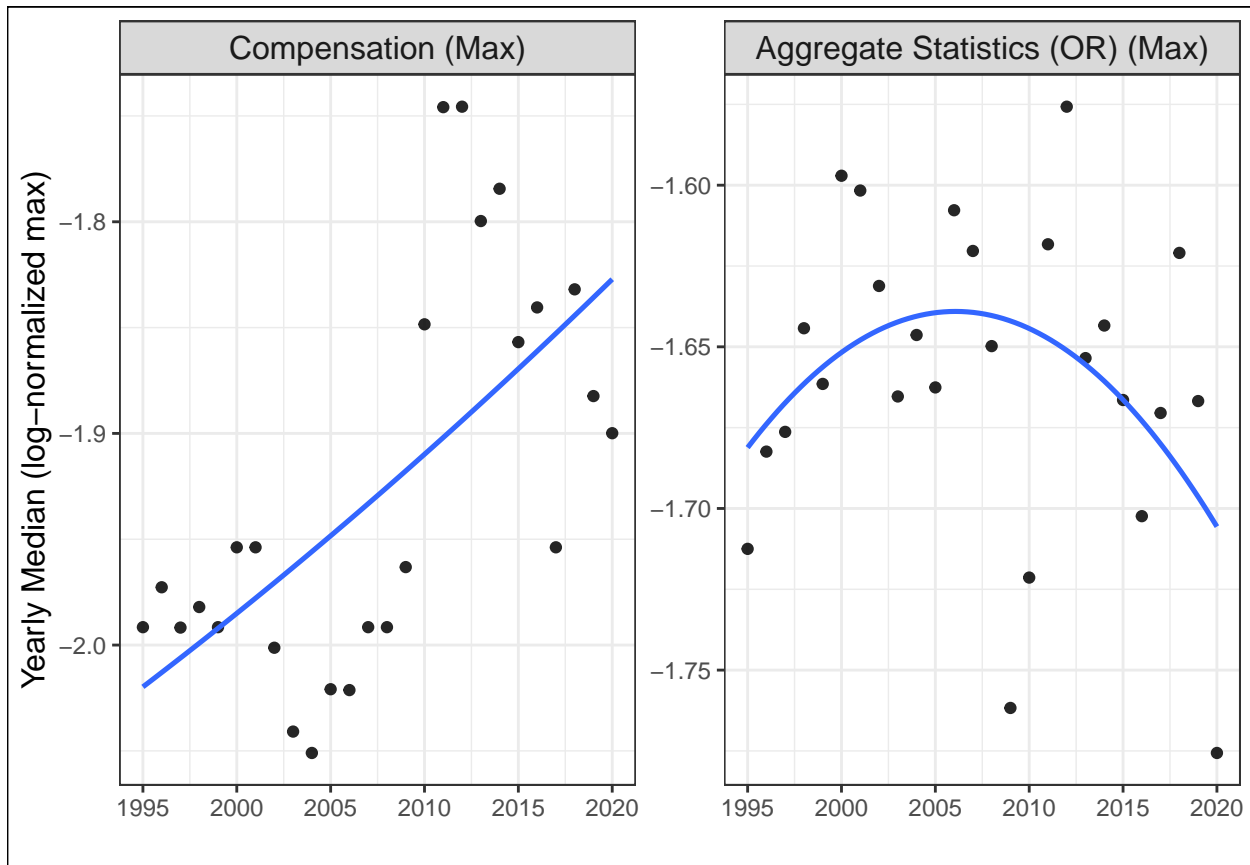 Compensation (Max)
Aggregate Statistics (OR) (Max)
Yearly Median (log−normalized max)
−1.8
−1.9
−2.0
−1.60
−1.65
−1.70
−1.75
1995 2000 2005 2010 2015 2020
1995 2000 2005 2010 2015 2020